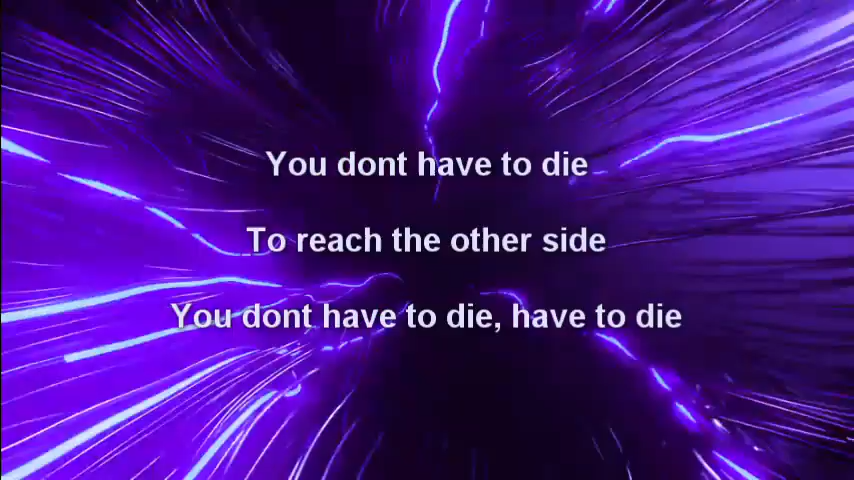 You dont have to die
To reach the other side
You dont have to die, have to die